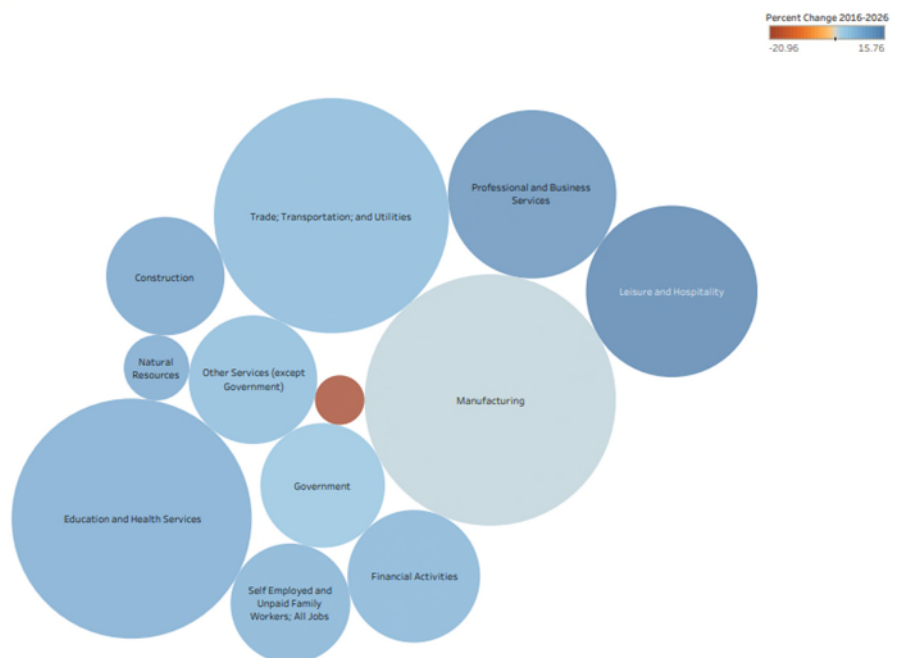 Percent Change 2016-2026
-20.96
15.76
Professional and Business
Services
Trade; Transportation; and Utilities
Construction
Leisure and Hospitality
Natural
Resources
Other Services (except
Government)
Manufacturing
Government
Education and Health Services
Financial Activities
Self Employed and
Unpaid Family
Workers; All Jobs